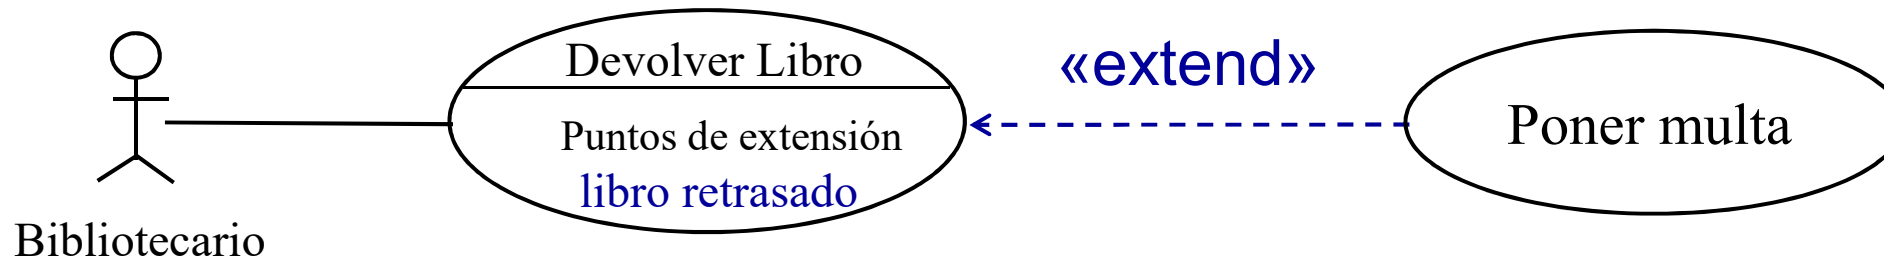 Devolver Libro
«extend»
Puntos de extensión
libro retrasado
Poner multa
Bibliotecario